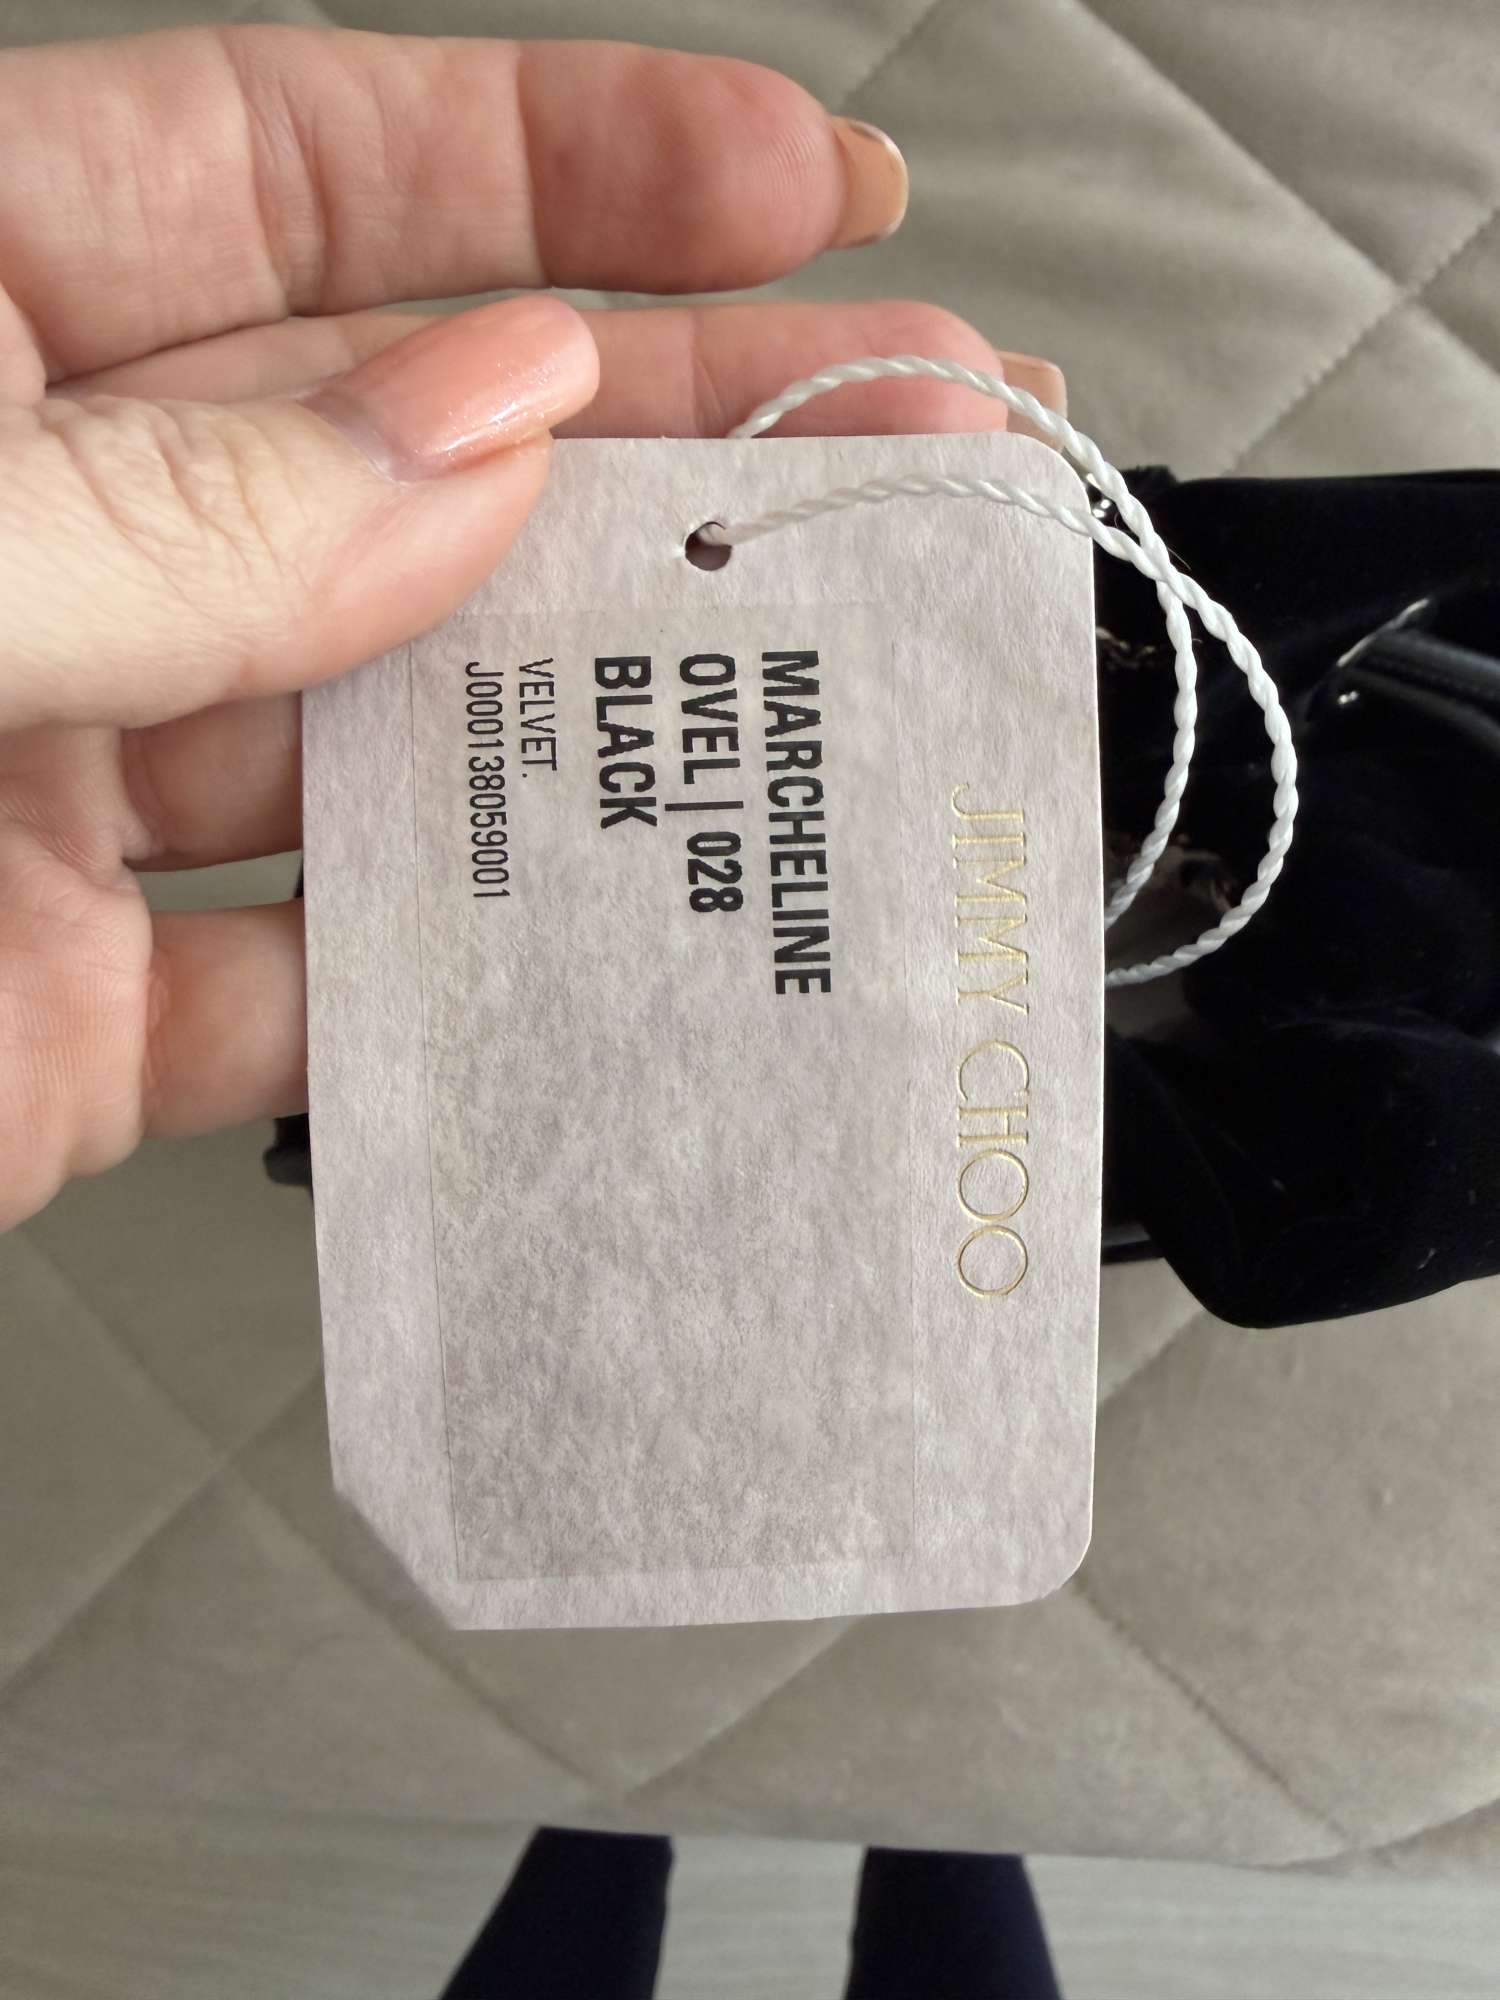 JIMMY CHOO
MARCHELINE
OVEL | 028
BLACK
VELVET.
J000138059001